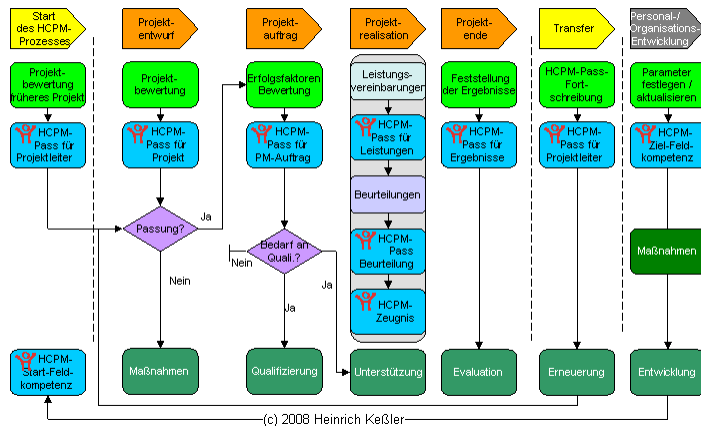 Start
des HCPM-
Prozesses
Projekt-
entwurf
Projekt-
auftrag
Projekt-
realisation
Projekt-
ende
Transfer
Personal-/
Organisations-
Entwicklung
Projekt-
bewertung
früheres Projekt
Projekt-
bewertung
Erfolgsfaktoren
Bewertung
Leistungs-
vereinbarungen
Feststellung
der Ergebnisse
HCPM-Pass-
Fort-
schreibung
Parameter
festlegen /
aktualisieren
HCPM-
Pass für
Projektleiter
HCPM-
Pass für
Projekt
HCPM-
Pass für
PM-Auftrag
HCPM-
Pass für
Leistungen
HCPM-
Pass für
Ergebnisse
HCPM-
Pass für
Projektleiter
HCPM-
Ziel-Feld-
kompetenz
Beurteilungen
Passung?
Ja
Nein
Bedarf an
Quali.?
Nein
Ja
Ja
HCPM-
Pass
Beurteilung
Maßnahmen
HCPM-
Zeugnis
HCPM-
Start-Feld-
kompetenz
Maßnahmen
Qualifizierung
Unterstützung
Evaluation
Erneuerung
Entwicklung
(c) 2008 Heinrich Keßler